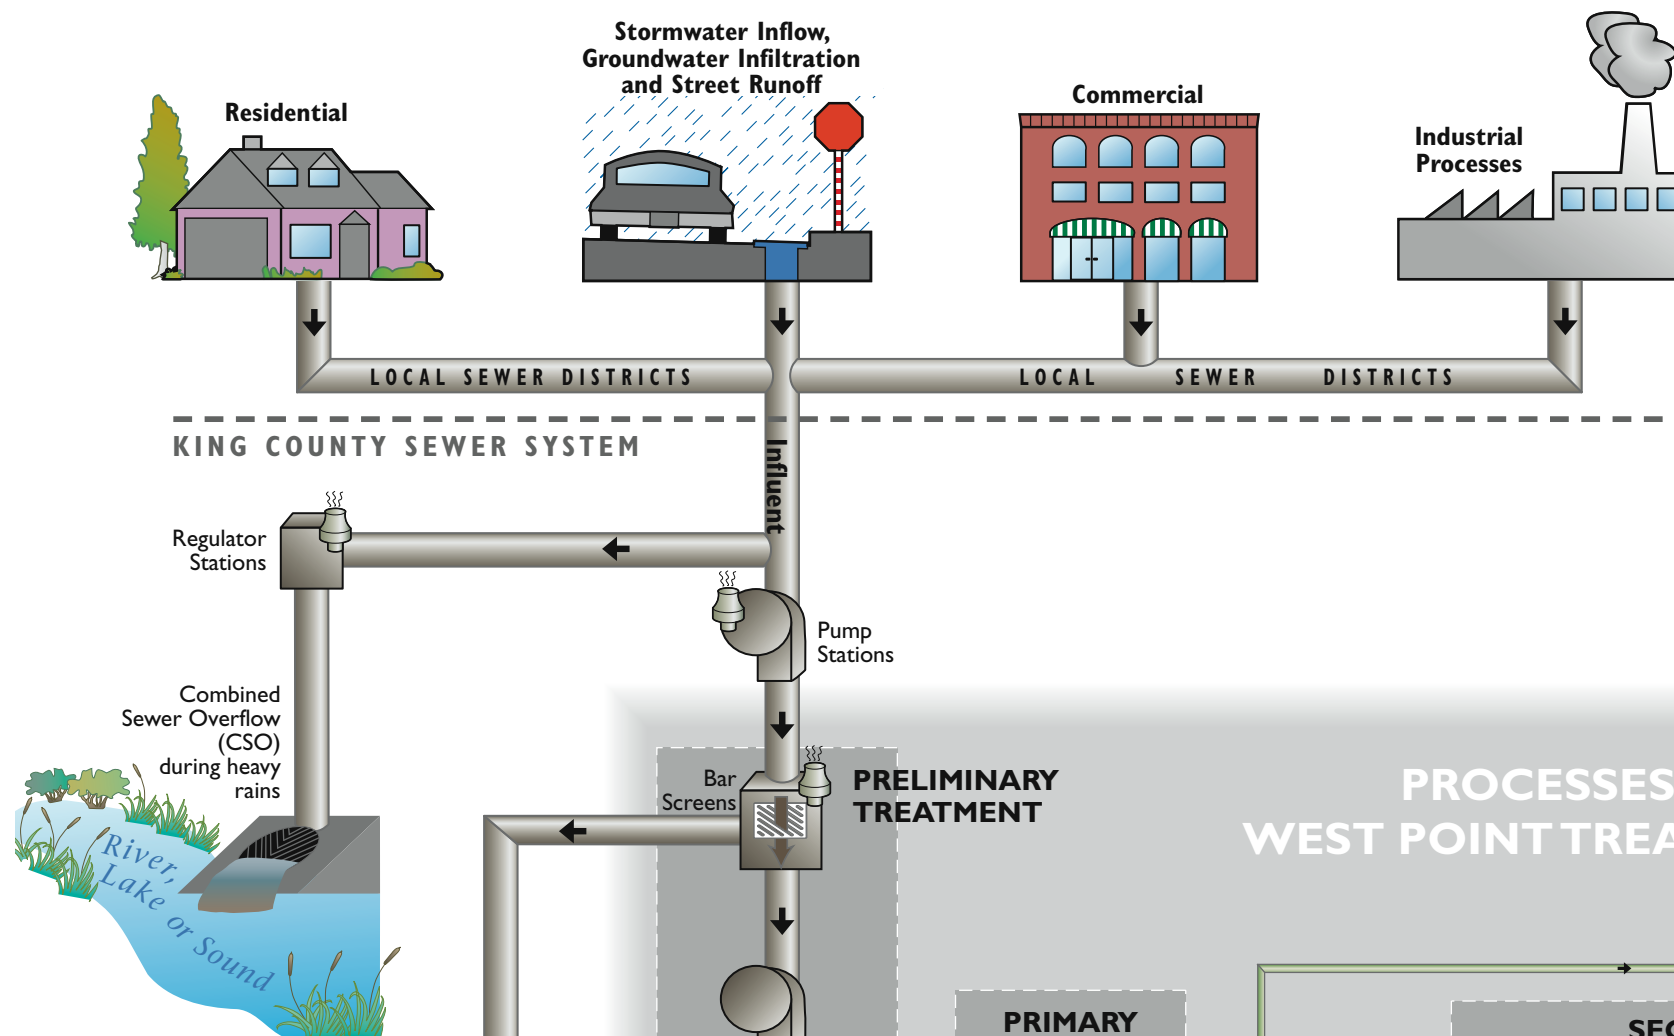 Stormwater Inflow,
Groundwater Infiltration
and Street Runoff
Residential
Commercial
Industrial
Processes
LOCAL SEWER DISTRICTS
LOCAL SEWER DISTRICTS
KING COUNTY SEWER SYSTEM
Influent
Regulator
Stations
Pump
Stations
Combined
Sewer Overflow
(CSO)
during heavy
rains
Bar
Screens
PRELIMINARY
TREATMENT
PROCESSES
WEST POINT TREA
River,
Lake or Sound
PRIMARY